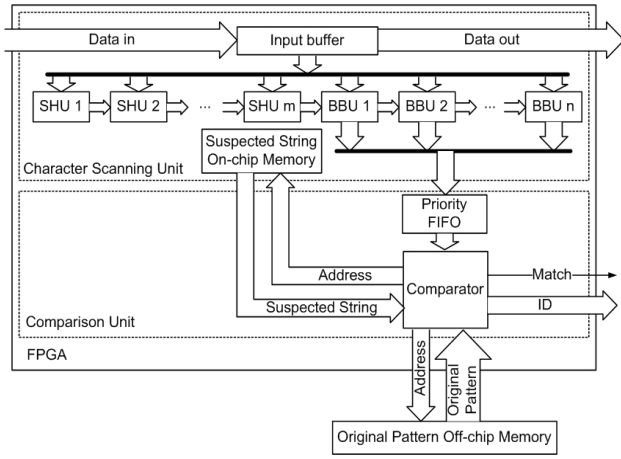 Data in
Input buffer
Data out
SHU 1
SHU 2
...
SHU m
BBU 1
BBU 2
...
BBU n
Suspected String
On-chip Memory
Character Scanning Unit
Priority
FIFO
Address
Comparator
Match
ID
Suspected String
Comparison Unit
FPGA
Address
Original
Pattern
Original Pattern Off-chip Memory